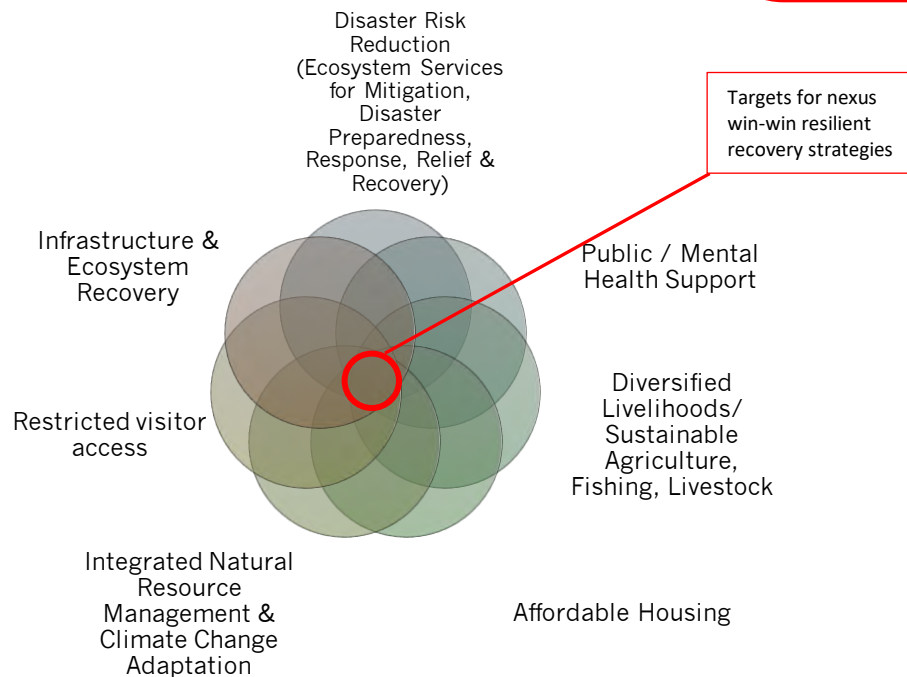 Disaster Risk
Reduction
(Ecosystem Services
for Mitigation,
Disaster
Preparedness,
Response, Relief &
Recovery)
Targets for nexus
win-win resilient
recovery strategies
Infrastructure &
Ecosystem
Recovery
Public / Mental
Health Support
Restricted visitor
access
Diversified
Livelihoods/
Sustainable
Agriculture,
Fishing, Livestock
Integrated Natural
Resource
Management &
Climate Change
Adaptation
Affordable Housing